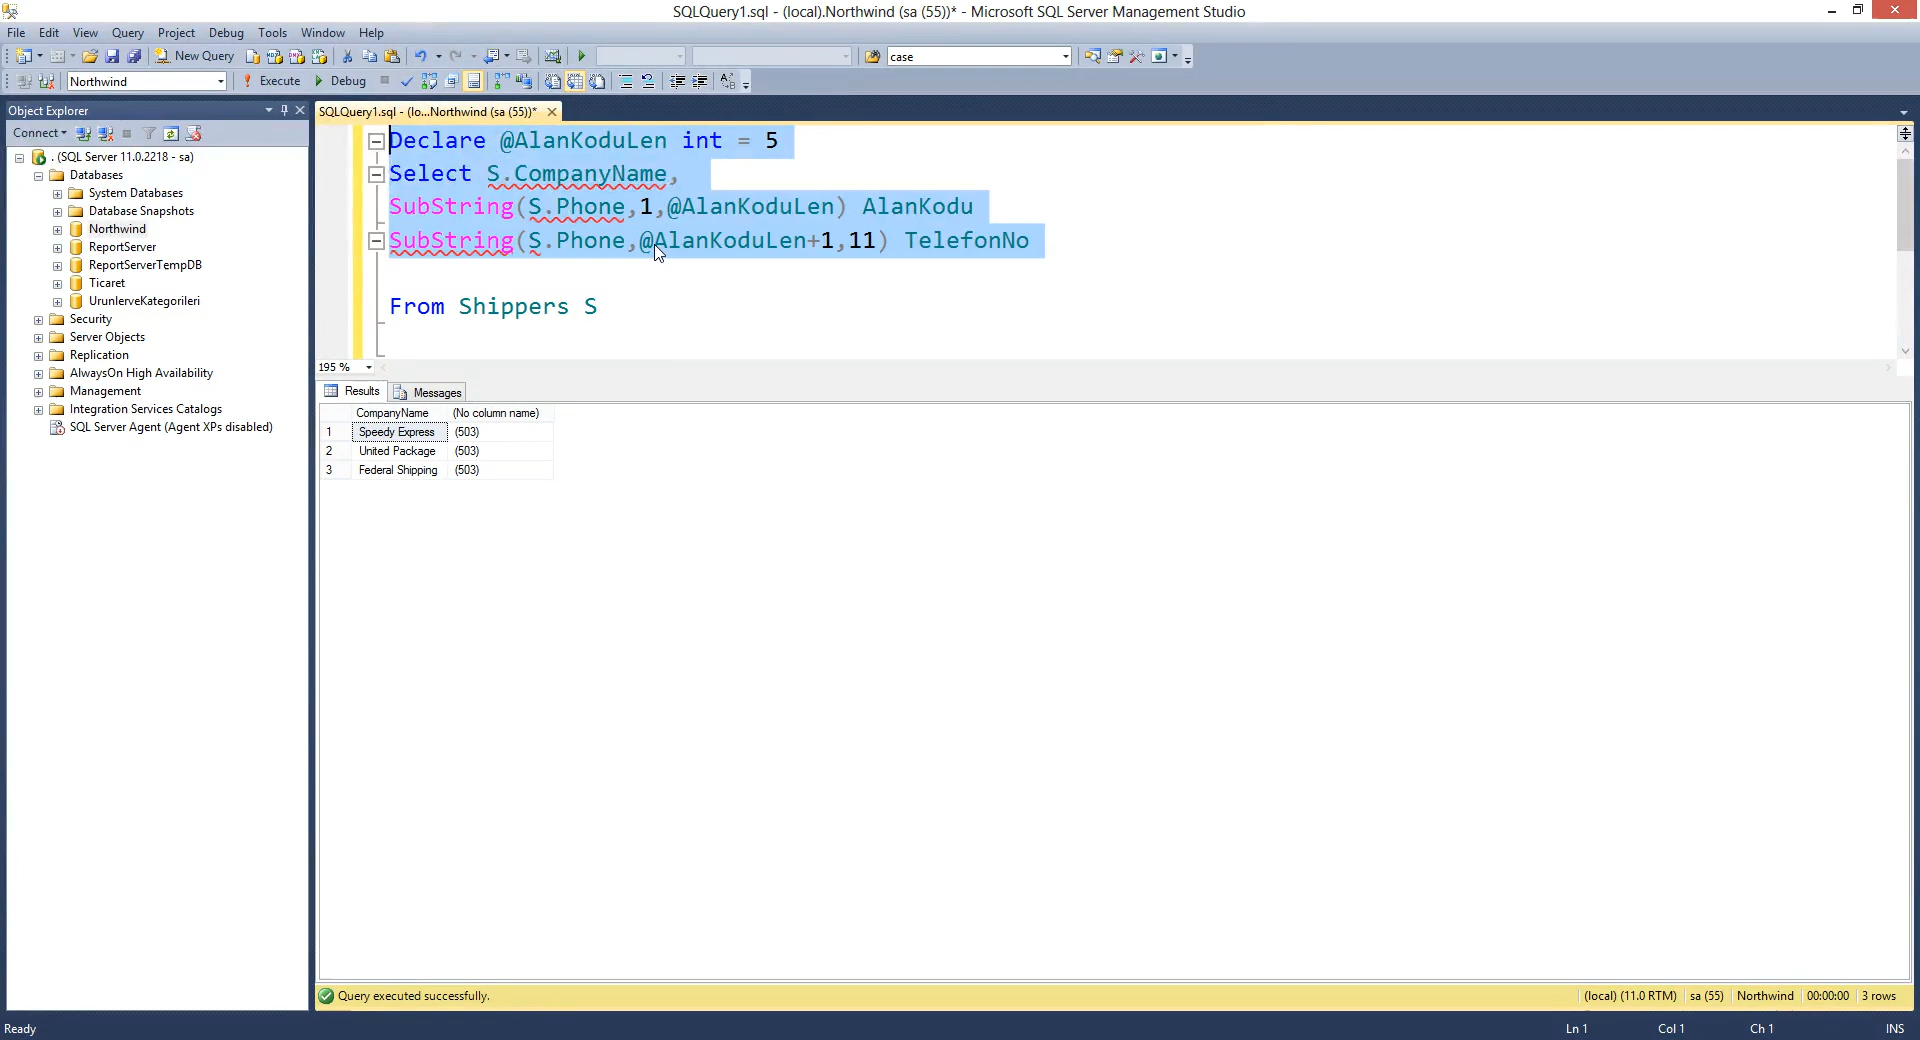 SQLQuery1.sql - (local).Northwind (sa (55))* - Microsoft SQL Server Management Studio
File Edit View Query Project Debug Tools Window Help
New Query case
Northwind Execute Debug
Object Explorer
SQLQuery1.sql - (lo...Northwind (sa (55))*
Connect
. (SQL Server 11.0.2218 - sa)
Databases
System Databases
Database Snapshots
Northwind
ReportServer
ReportServerTempDB
Ticaret
UrunlerveKategorileri
Security
Server Objects
Replication
AlwaysOn High Availability
Management
Integration Services Catalogs
SQL Server Agent (Agent XPs disabled)
Declare @AlanKoduLen int = 5
Select S.CompanyName,
SubString(S.Phone,1,@AlanKoduLen) AlanKodu
SubString(S.Phone,@AlanKoduLen+1,11) TelefonNo
From Shippers S
195 %
Results Messages
CompanyName (No column name)
1 Speedy Express (503)
2 United Package (503)
3 Federal Shipping (503)
Query executed successfully.
(local) (11.0 RTM) sa (55) Northwind 00:00:00 3 rows
Ready Ln 1 Col 1 Ch 1 INS